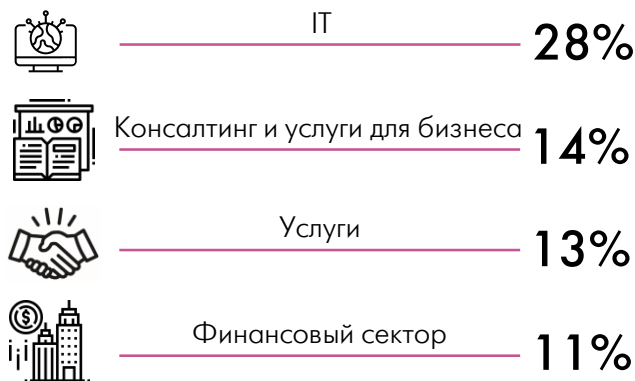 IT
28%
Консалтинг и услуги для бизнеса
14%
Услуги
13%
Финансовый сектор
11%